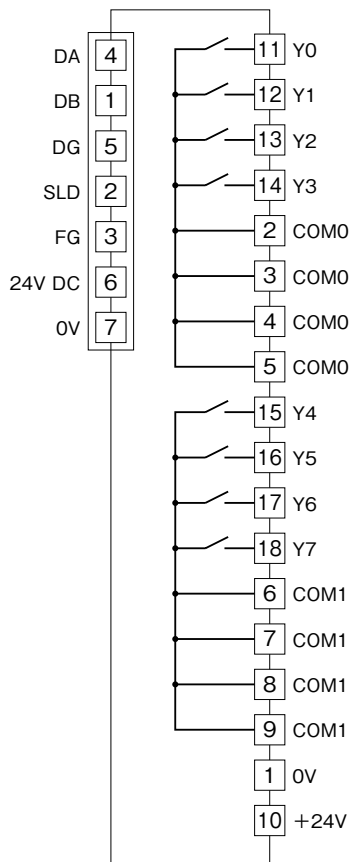 DA 4
DB 1
DG 5
SLD 2
FG 3
24V DC 6
0V 7
11 Y0
12 Y1
13 Y2
14 Y3
2 COM0
3 COM0
4 COM0
5 COM0
15 Y4
16 Y5
17 Y6
18 Y7
6 COM1
7 COM1
8 COM1
9 COM1
1 0V
10 +24V